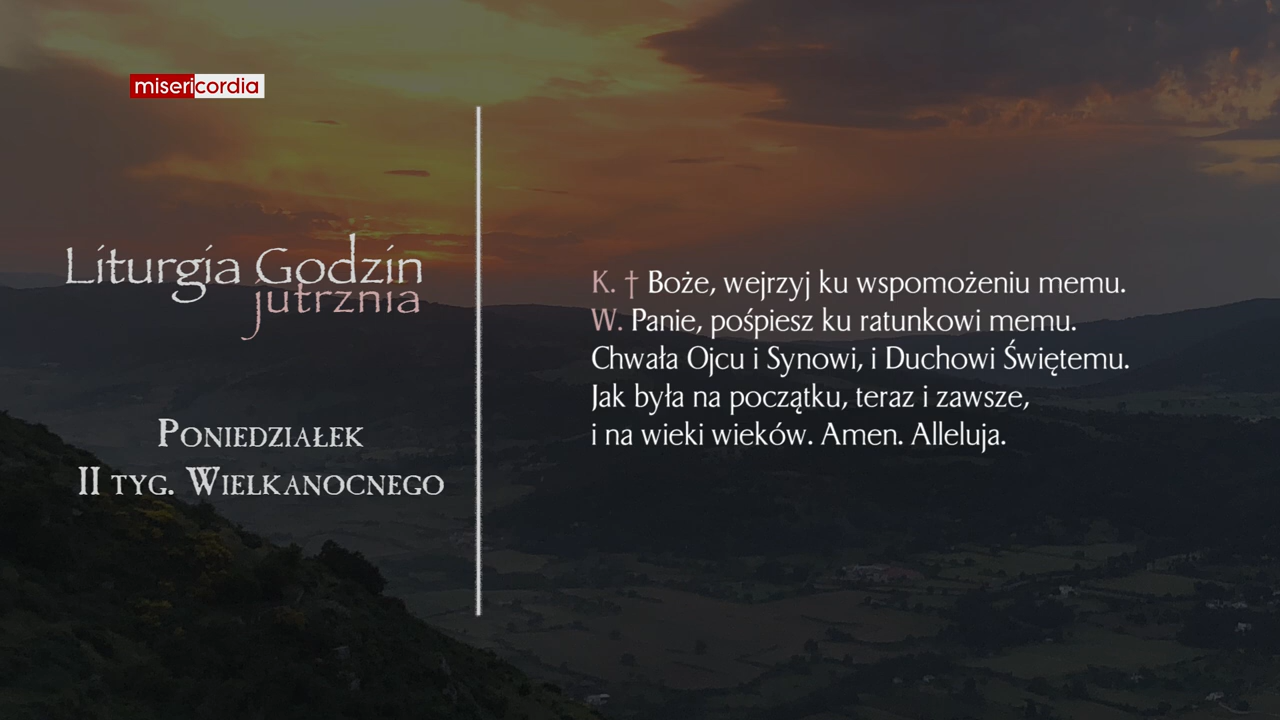 misericordia
Liturgia Godzin
jutrznia
Poniedziałek
II tyg. Wielkanocnego
K. † Boże, wejrzyj ku wspomożeniu memu.
W. Panie, pośpiesz ku ratunkowi memu.
Chwała Ojcu i Synowi, i Duchowi Świętemu.
Jak była na początku, teraz i zawsze,
i na wieki wieków. Amen. Alleluja.